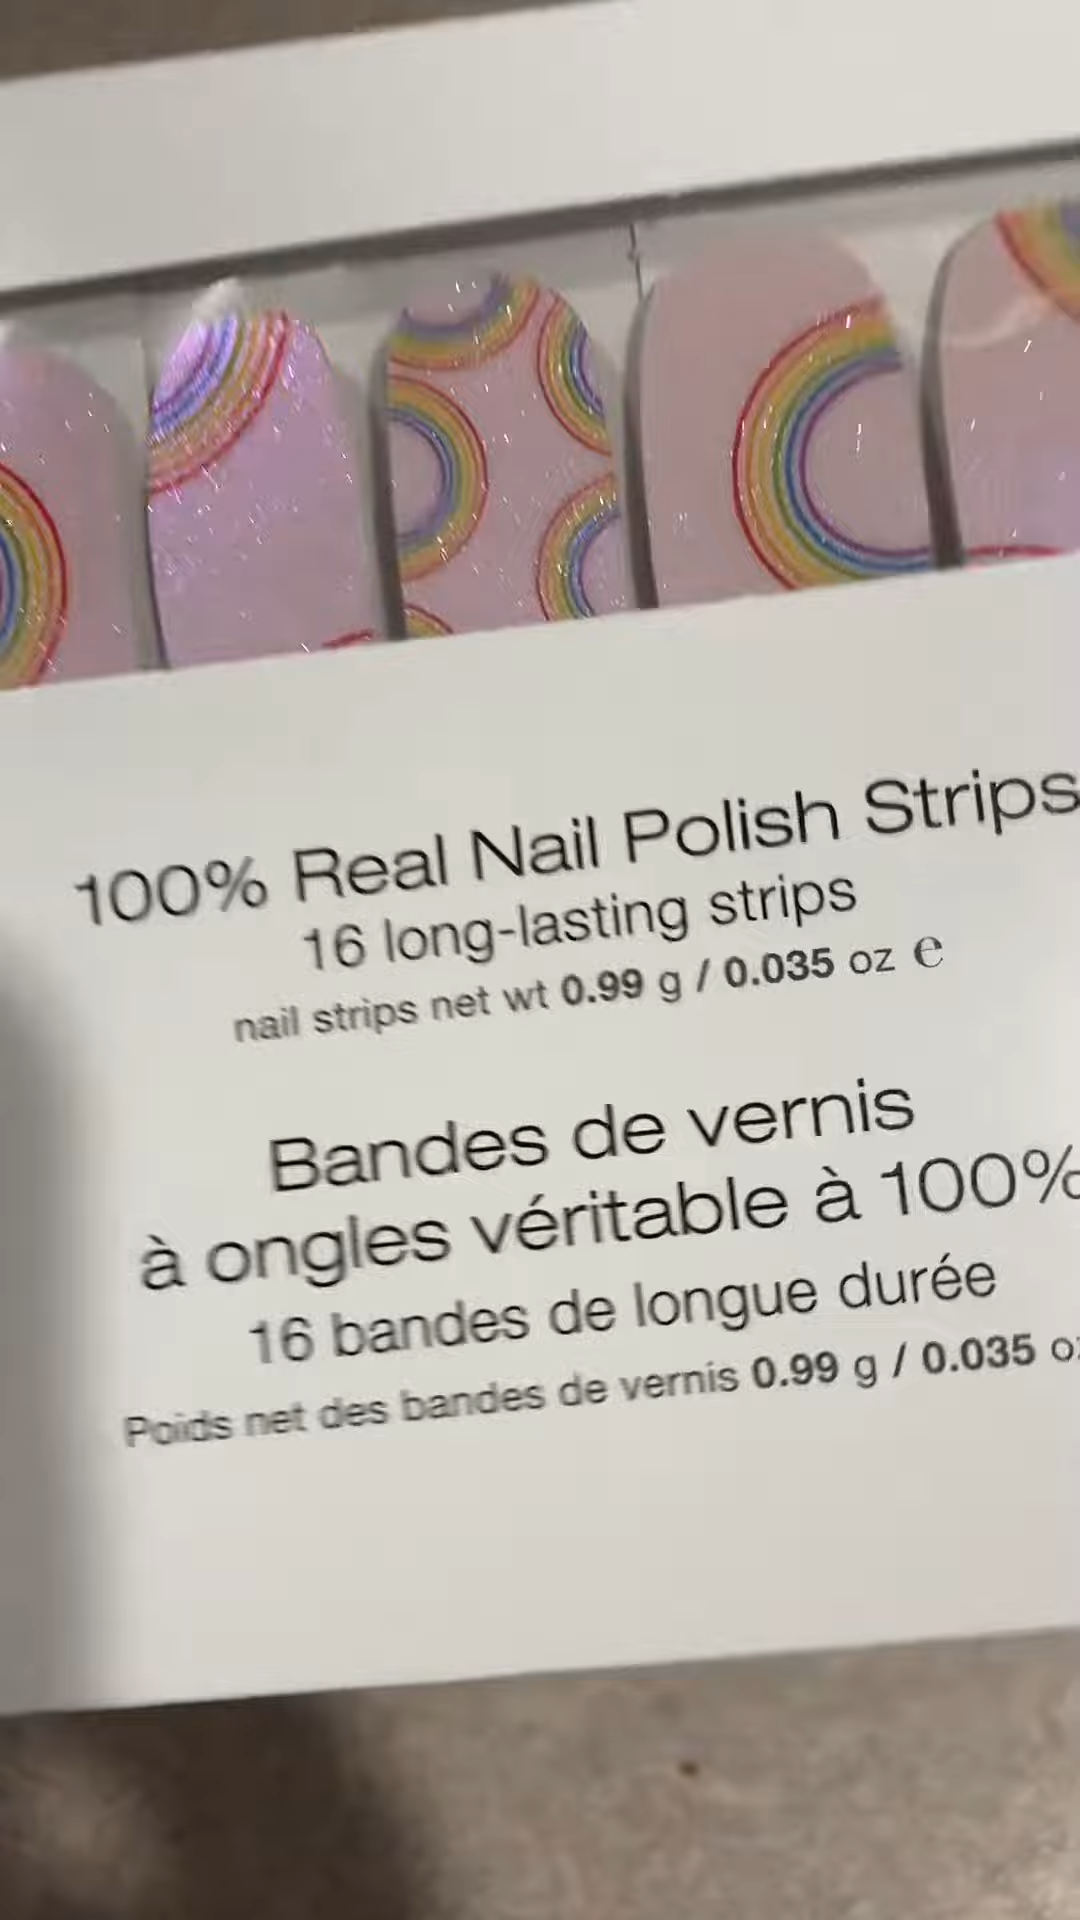 100% Real Nail Polish Strips
16 long-lasting strips
nail strips net wt 0.99 g / 0.035 oz ℮
Bandes de vernis
à ongles véritable à 100%
16 bandes de longue durée
Poids net des bandes de vernis 0.99 g / 0.035 oz